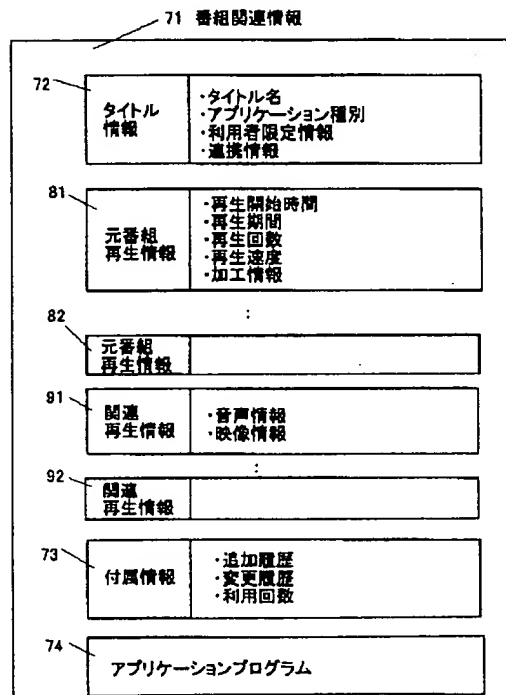 71 番組関連情報
72
タイトル
情報
・タイトル名
・アプリケーション種別
・利用者限定情報
・連携情報
81
元番組
再生情報
・再生開始時間
・再生期間
・再生回数
・再生速度
・加工情報
:
82
元番組
再生情報
91
関連
再生情報
・音声情報
・映像情報
:
92
関連
再生情報
73
付属情報
・追加履歴
・変更履歴
・利用回数
74
アプリケーションプログラム